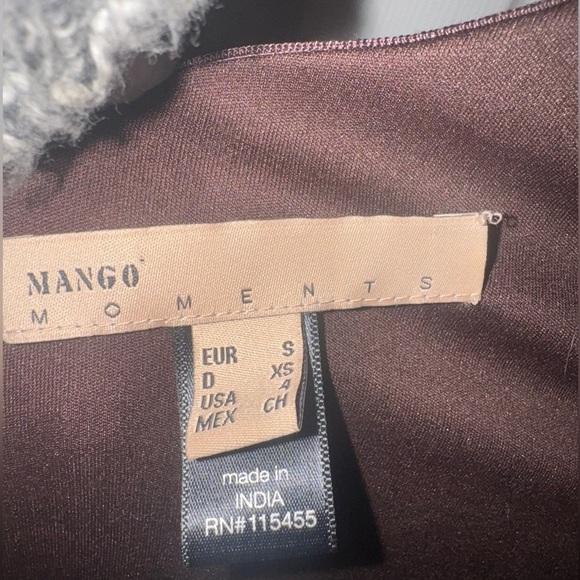 MANGO
MOMENTS
EUR S
D XS
USA 4
MEX CH
made in
INDIA
RN#115455